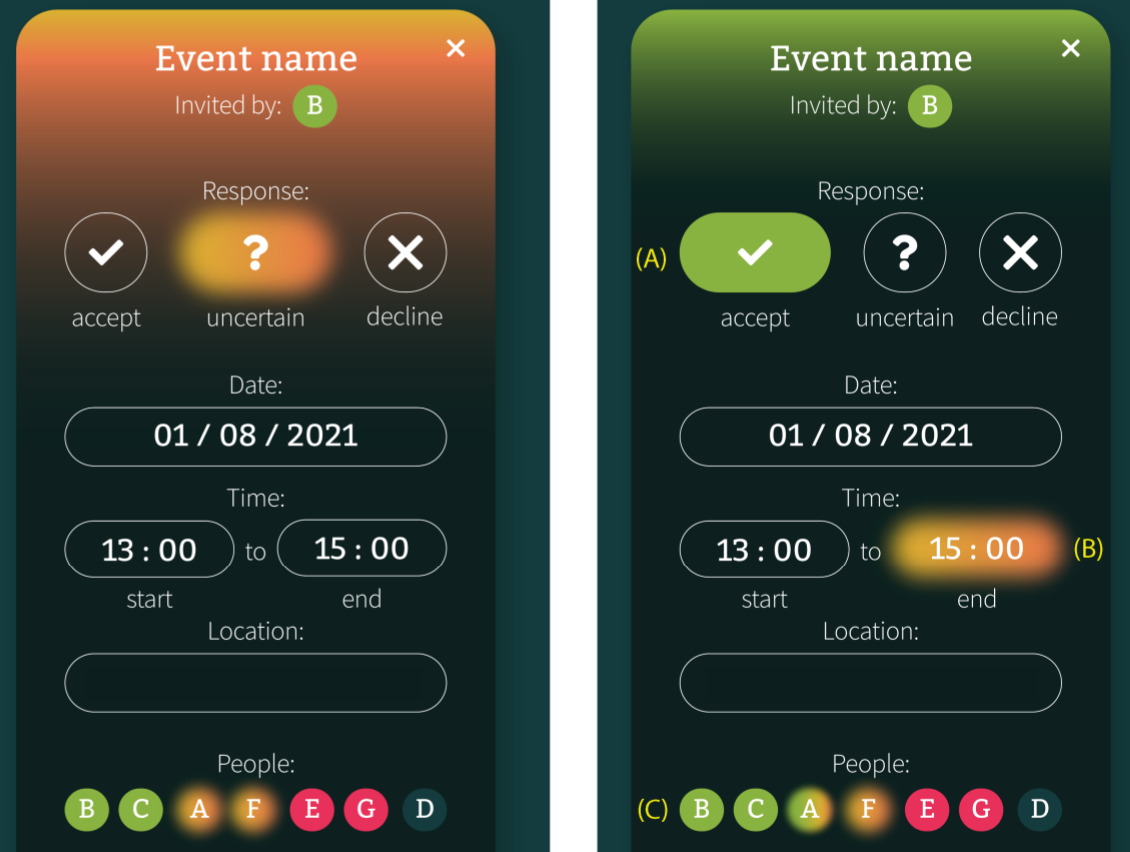 Event name ×
Invited by: B
Response:
?
accept uncertain decline
Date:
01 / 08 / 2021
Time:
13 : 00 to 15 : 00
start end
Location:
People:
B C A F E G D
Event name ×
Invited by: B
Response:
(A) ?
accept uncertain decline
Date:
01 / 08 / 2021
Time:
13 : 00 to 15 : 00 (B)
start end
Location:
People:
(C) B C A F E G D